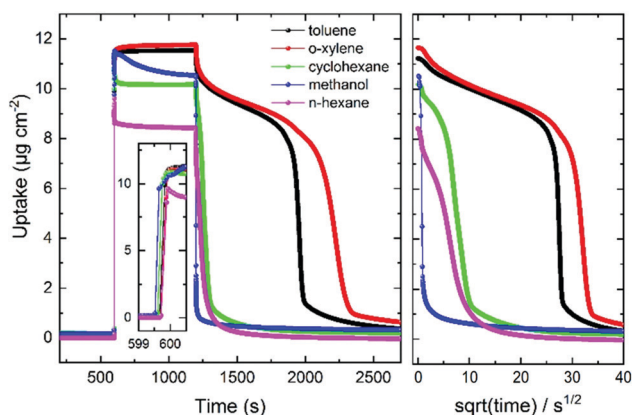 toluene
o-xylene
cyclohexane
methanol
n-hexane
Uptake (µg cm⁻²)
12
10
8
6
4
2
0
10
5
0
599 600
500 1000 1500 2000 2500
0 10 20 30 40
Time (s)
sqrt(time) / s^1/2